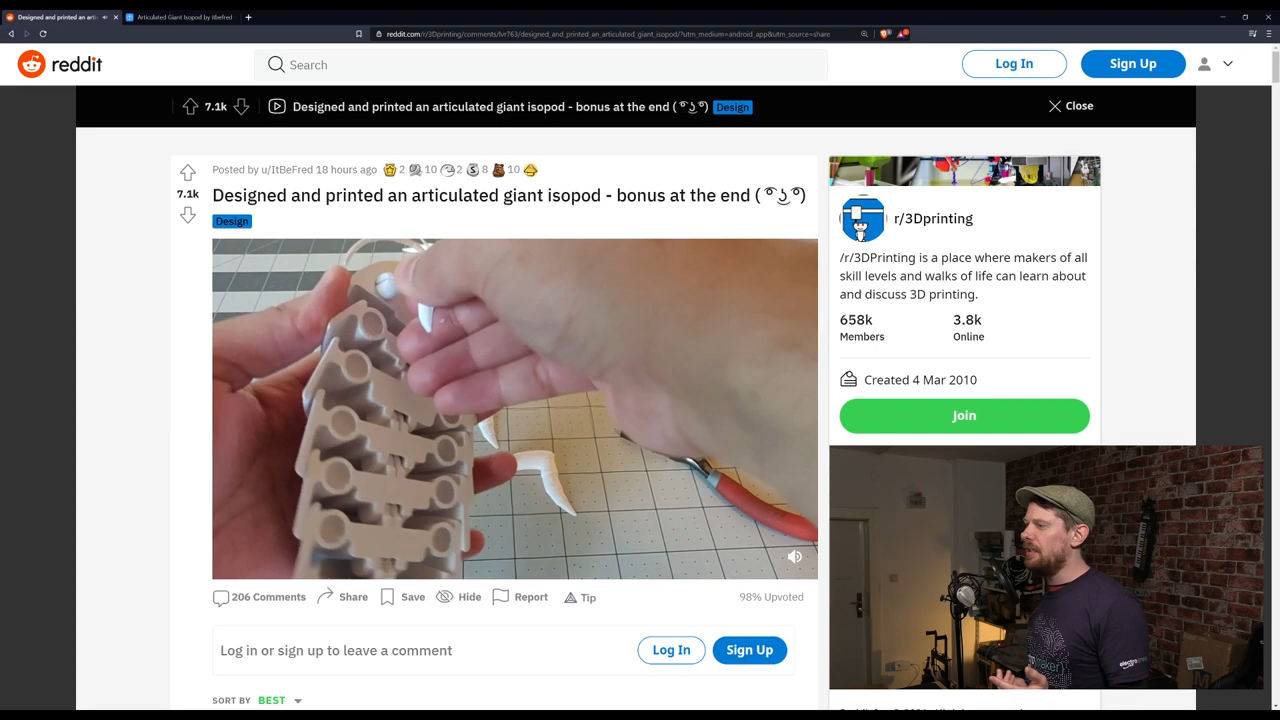 Designed and printed an arti
Articulated Giant Isopod by itbefred
reddit.com/r/3Dprinting/comments/lvr763/designed_and_printed_an_articulated_giant_isopod/?utm_medium=android_app&utm_source=share
reddit
Search
Log In
Sign Up
7.1k
Designed and printed an articulated giant isopod - bonus at the end ( ͡° ͜ʖ ͡°)
Design
Close
Posted by u/ItBeFred 18 hours ago
2
10
2
8
10
7.1k
Designed and printed an articulated giant isopod - bonus at the end ( ͡° ͜ʖ ͡°)
Design
206 Comments
Share
Save
Hide
Report
Tip
98% Upvoted
Log in or sign up to leave a comment
Log In
Sign Up
SORT BY BEST
r/3Dprinting
/r/3DPrinting is a place where makers of all
skill levels and walks of life can learn about
and discuss 3D printing.
658k
Members
3.8k
Online
Created 4 Mar 2010
Join